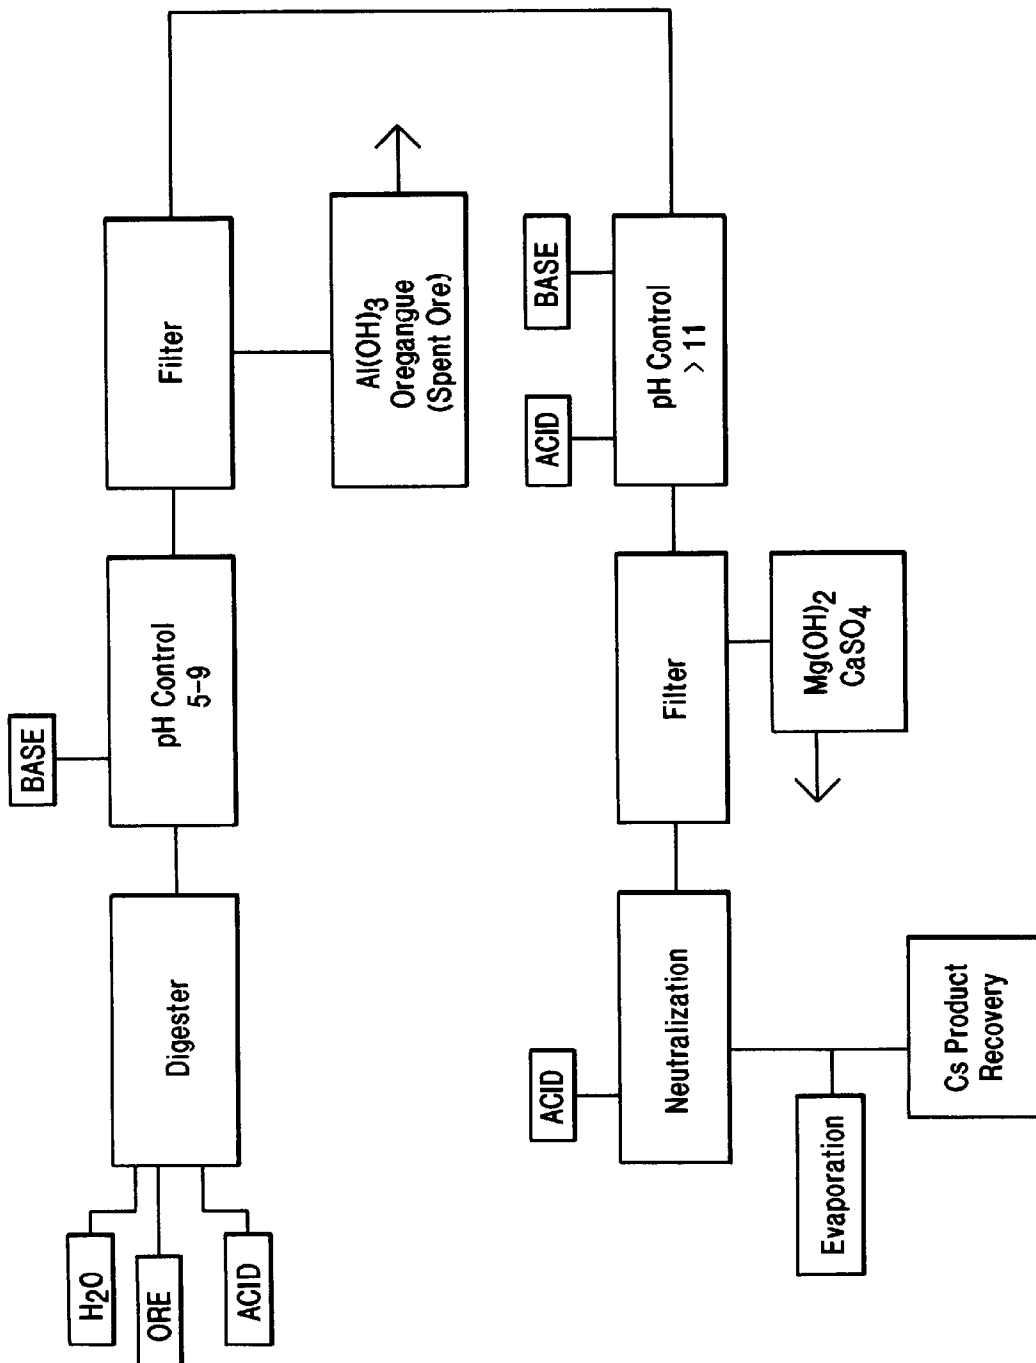 H2O
ORE
ACID
Digester
BASE
pH Control
5-9
Filter
Al(OH)3
Oregangue
(Spent Ore)
BASE
ACID
pH Control
> 11
Filter
Mg(OH)2
CaSO4
ACID
Neutralization
Evaporation
Cs Product
Recovery